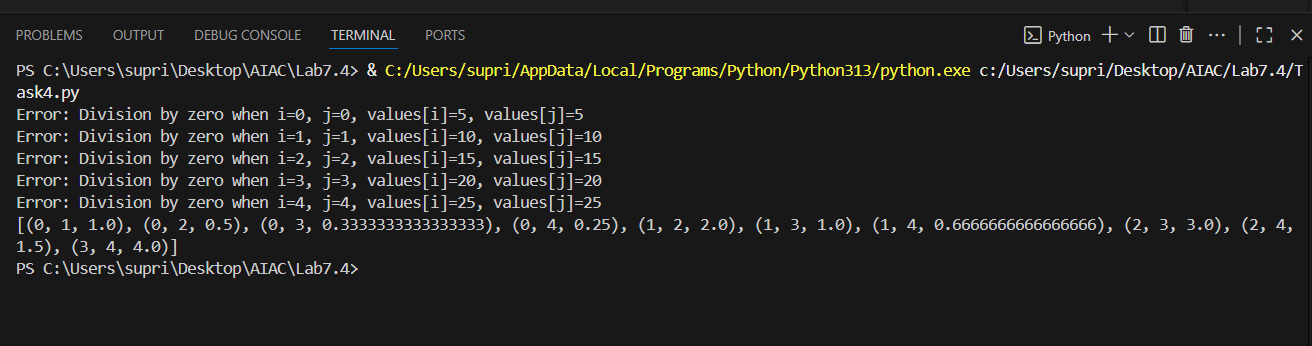 PROBLEMS OUTPUT DEBUG CONSOLE TERMINAL PORTS Python
PS C:\Users\supri\Desktop\AIAC\Lab7.4> & C:/Users/supri/AppData/Local/Programs/Python/Python313/python.exe c:/Users/supri/Desktop/AIAC/Lab7.4/T
ask4.py
Error: Division by zero when i=0, j=0, values[i]=5, values[j]=5
Error: Division by zero when i=1, j=1, values[i]=10, values[j]=10
Error: Division by zero when i=2, j=2, values[i]=15, values[j]=15
Error: Division by zero when i=3, j=3, values[i]=20, values[j]=20
Error: Division by zero when i=4, j=4, values[i]=25, values[j]=25
[(0, 1, 1.0), (0, 2, 0.5), (0, 3, 0.3333333333333333), (0, 4, 0.25), (1, 2, 2.0), (1, 3, 1.0), (1, 4, 0.6666666666666666), (2, 3, 3.0), (2, 4,
1.5), (3, 4, 4.0)]
PS C:\Users\supri\Desktop\AIAC\Lab7.4>